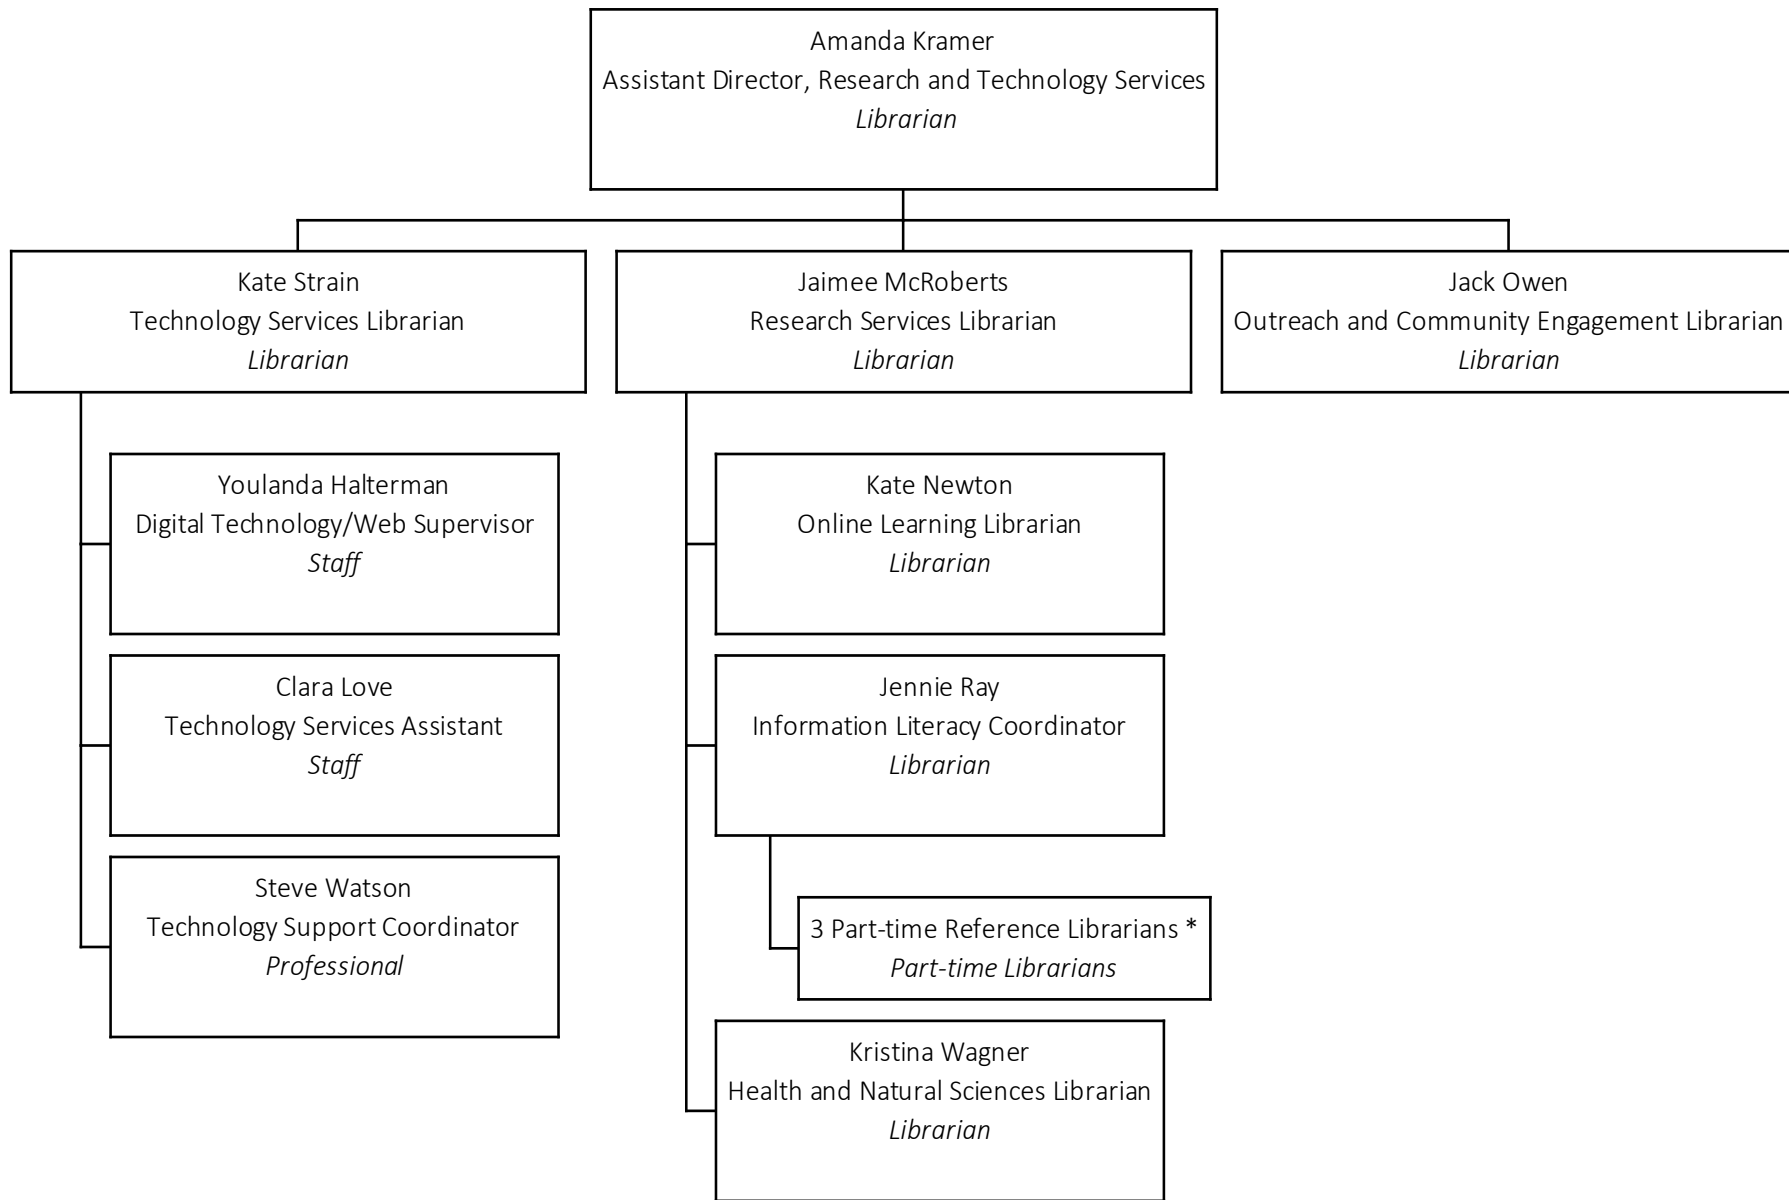 Amanda Kramer
Assistant Director, Research and Technology Services
Librarian
Kate Strain
Technology Services Librarian
Librarian
Jaimee McRoberts
Research Services Librarian
Librarian
Jack Owen
Outreach and Community Engagement Librarian
Librarian
Youlanda Halterman
Digital Technology/Web Supervisor
Staff
Clara Love
Technology Services Assistant
Staff
Steve Watson
Technology Support Coordinator
Professional
Kate Newton
Online Learning Librarian
Librarian
Jennie Ray
Information Literacy Coordinator
Librarian
3 Part-time Reference Librarians *
Part-time Librarians
Kristina Wagner
Health and Natural Sciences Librarian
Librarian